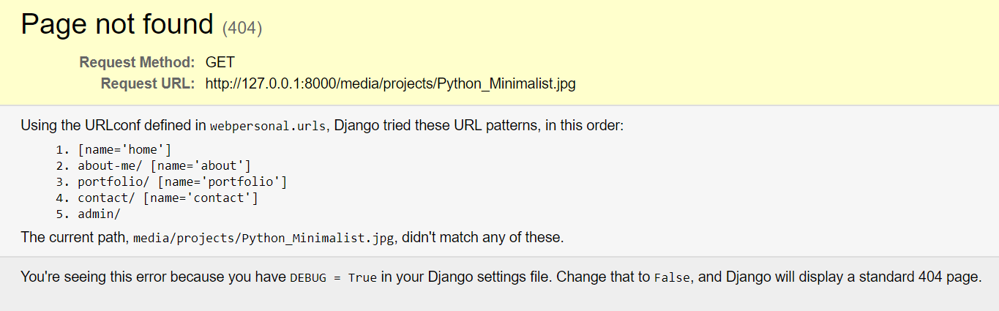 Page not found (404)
Request Method: GET
Request URL: http://127.0.0.1:8000/media/projects/Python_Minimalist.jpg
Using the URLconf defined in webpersonal.urls, Django tried these URL patterns, in this order:
1. [name='home']
2. about-me/ [name='about']
3. portfolio/ [name='portfolio']
4. contact/ [name='contact']
5. admin/
The current path, media/projects/Python_Minimalist.jpg, didn't match any of these.
You're seeing this error because you have DEBUG = True in your Django settings file. Change that to False, and Django will display a standard 404 page.